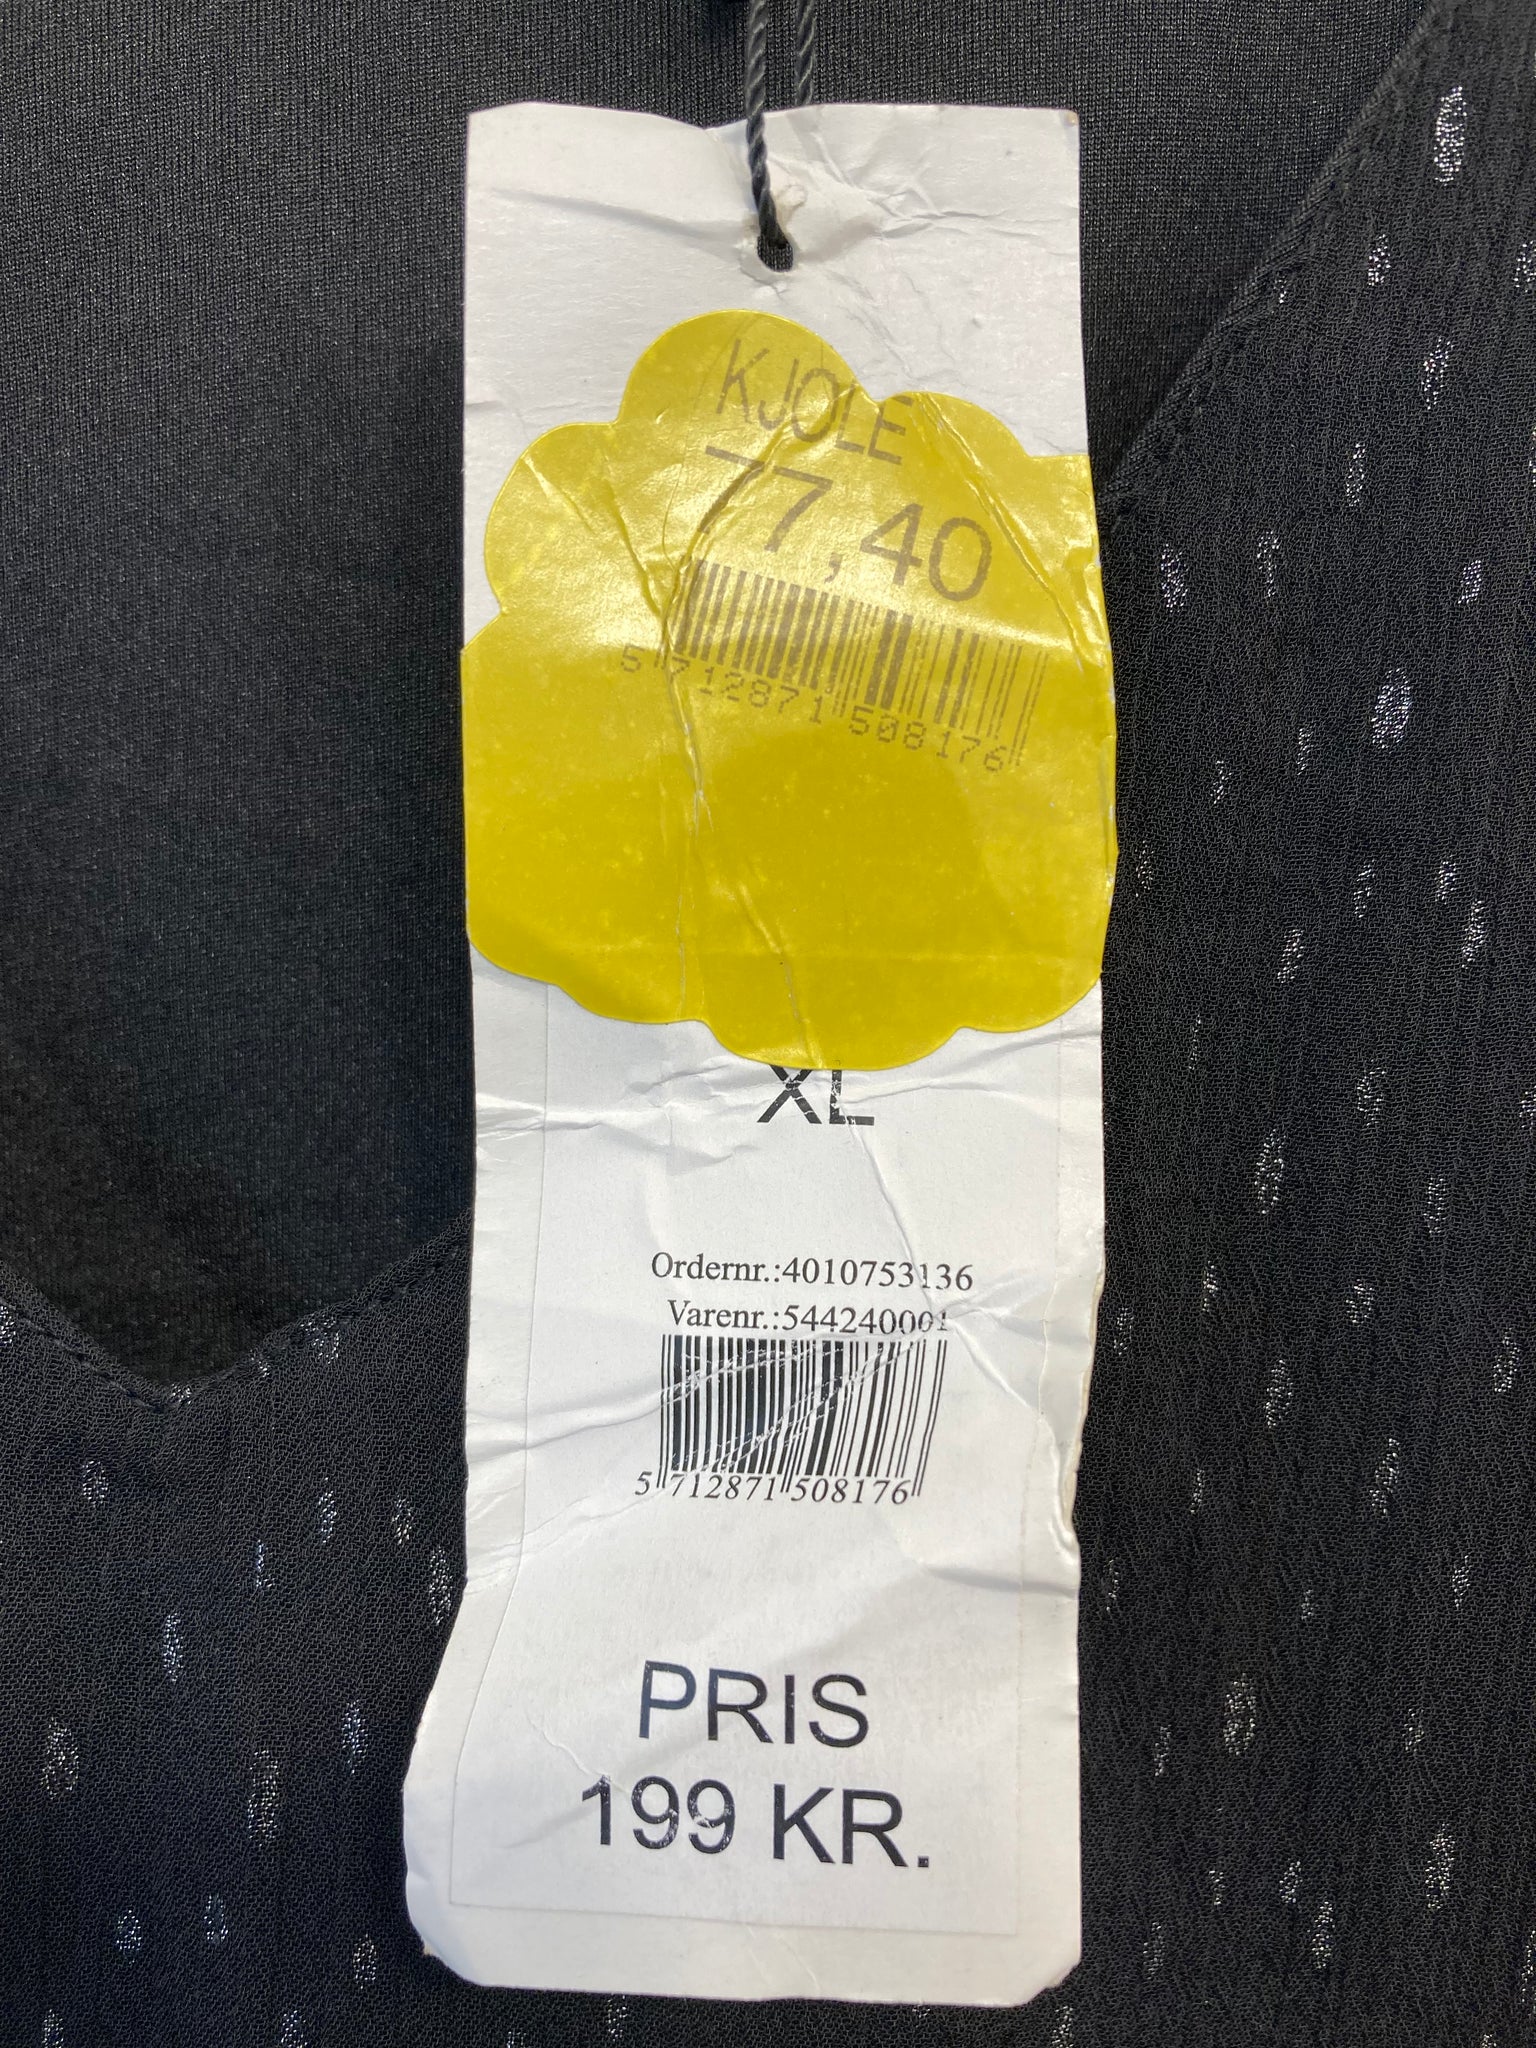 KJOLE
77,40
5 712871 508176
XL
Ordernr.:4010753136
Varenr.:544240001
5 712871 508176
PRIS
199 KR.